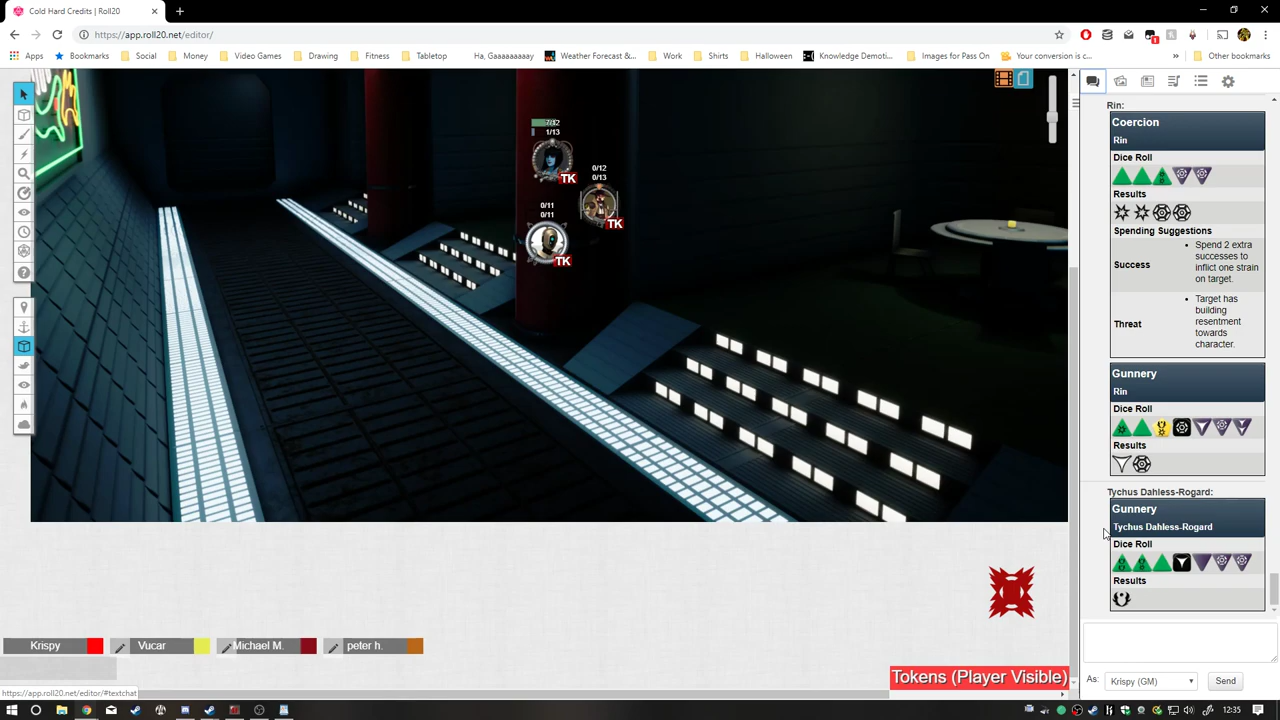 Cold Hard Credits | Roll20
https://app.roll20.net/editor/
Apps Bookmarks Social Money Video Games Drawing Fitness Tabletop Ha, Gaaaaaaaay Weather Forecast &... Work Shirts Halloween Knowledge Demoti... Images for Pass On Your conversion is c... » Other bookmarks
7/12
1/13
TK
0/12
0/13
TK
0/11
0/11
TK
Rin:
Coercion
Rin
Dice Roll
Results
Spending Suggestions
Success
Spend 2 extra
successes to
inflict one strain
on target.
Threat
Target has
building
resentment
towards
character.
Gunnery
Rin
Dice Roll
Results
Tychus Dahless-Rogard:
Gunnery
Tychus Dahless-Rogard
Dice Roll
Results
Krispy Vucar Michael M. peter h.
Tokens (Player Visible)
As: Krispy (GM) Send
https://app.roll20.net/editor/#textchat
12:35